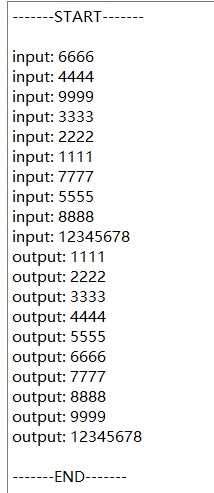 -------START-------
input: 6666
input: 4444
input: 9999
input: 3333
input: 2222
input: 1111
input: 7777
input: 5555
input: 8888
input: 12345678
output: 1111
output: 2222
output: 3333
output: 4444
output: 5555
output: 6666
output: 7777
output: 8888
output: 9999
output: 12345678
-------END-------